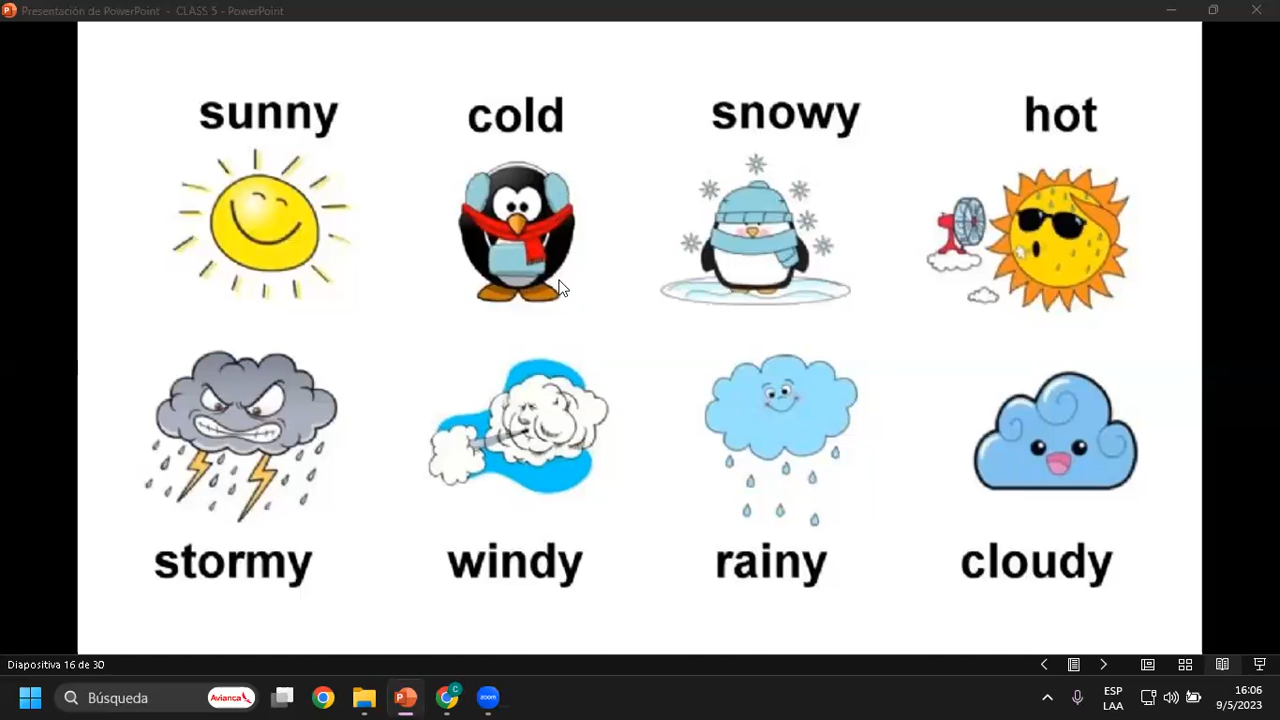 Presentación de PowerPoint - CLASS 5 - PowerPoint
sunny cold snowy hot
stormy windy rainy cloudy
Diapositiva 16 de 30
Búsqueda Avianca zoom C ESP 16:06
LAA 9/5/2023